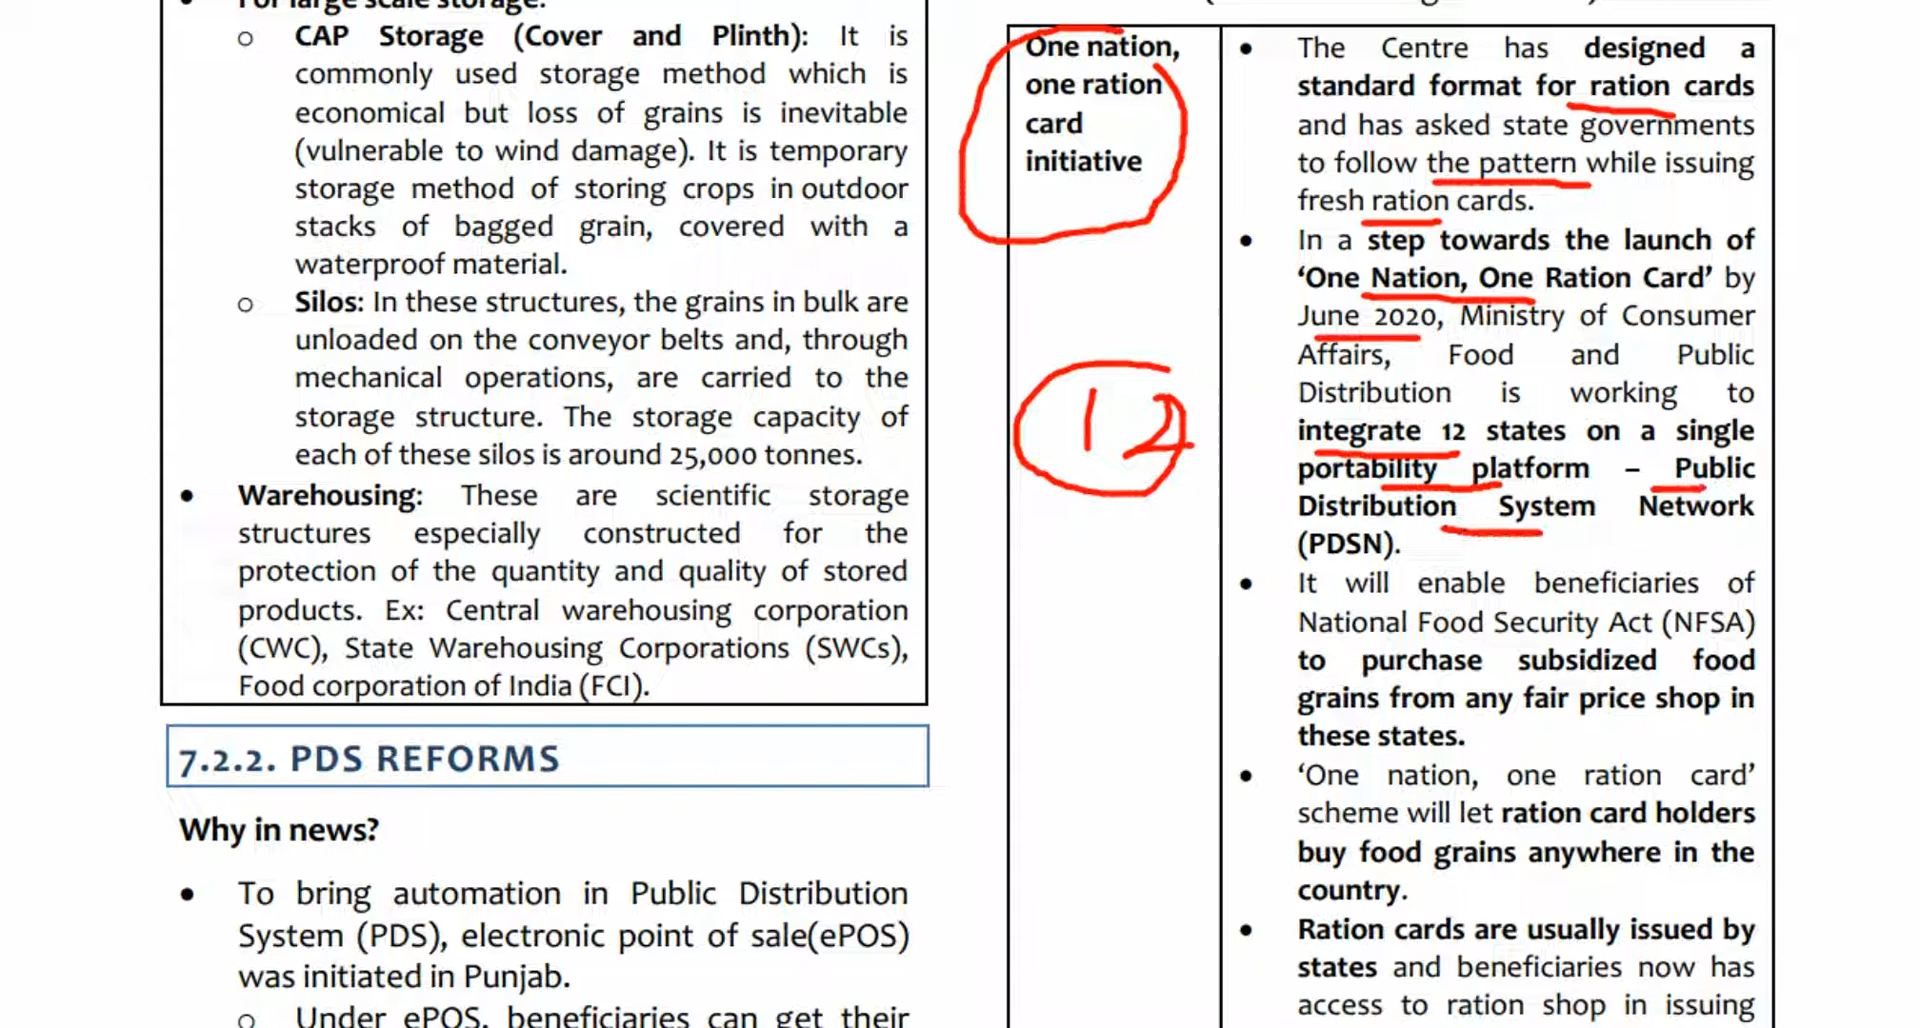 For large scale storage:
o CAP Storage (Cover and Plinth): It is
commonly used storage method which is
economical but loss of grains is inevitable
(vulnerable to wind damage). It is temporary
storage method of storing crops in outdoor
stacks of bagged grain, covered with a
waterproof material.
o Silos: In these structures, the grains in bulk are
unloaded on the conveyor belts and, through
mechanical operations, are carried to the
storage structure. The storage capacity of
each of these silos is around 25,000 tonnes.
• Warehousing: These are scientific storage
structures especially constructed for the
protection of the quantity and quality of stored
products. Ex: Central warehousing corporation
(CWC), State Warehousing Corporations (SWCs),
Food corporation of India (FCI).
7.2.2. PDS REFORMS
Why in news?
• To bring automation in Public Distribution
System (PDS), electronic point of sale(ePOS)
was initiated in Punjab.
o Under ePOS, beneficiaries can get their
One nation,
one ration
card
initiative
12
• The Centre has designed a
standard format for ration cards
and has asked state governments
to follow the pattern while issuing
fresh ration cards.
• In a step towards the launch of
‘One Nation, One Ration Card’ by
June 2020, Ministry of Consumer
Affairs, Food and Public
Distribution is working to
integrate 12 states on a single
portability platform – Public
Distribution System Network
(PDSN).
• It will enable beneficiaries of
National Food Security Act (NFSA)
to purchase subsidized food
grains from any fair price shop in
these states.
• ‘One nation, one ration card’
scheme will let ration card holders
buy food grains anywhere in the
country.
• Ration cards are usually issued by
states and beneficiaries now has
access to ration shop in issuing